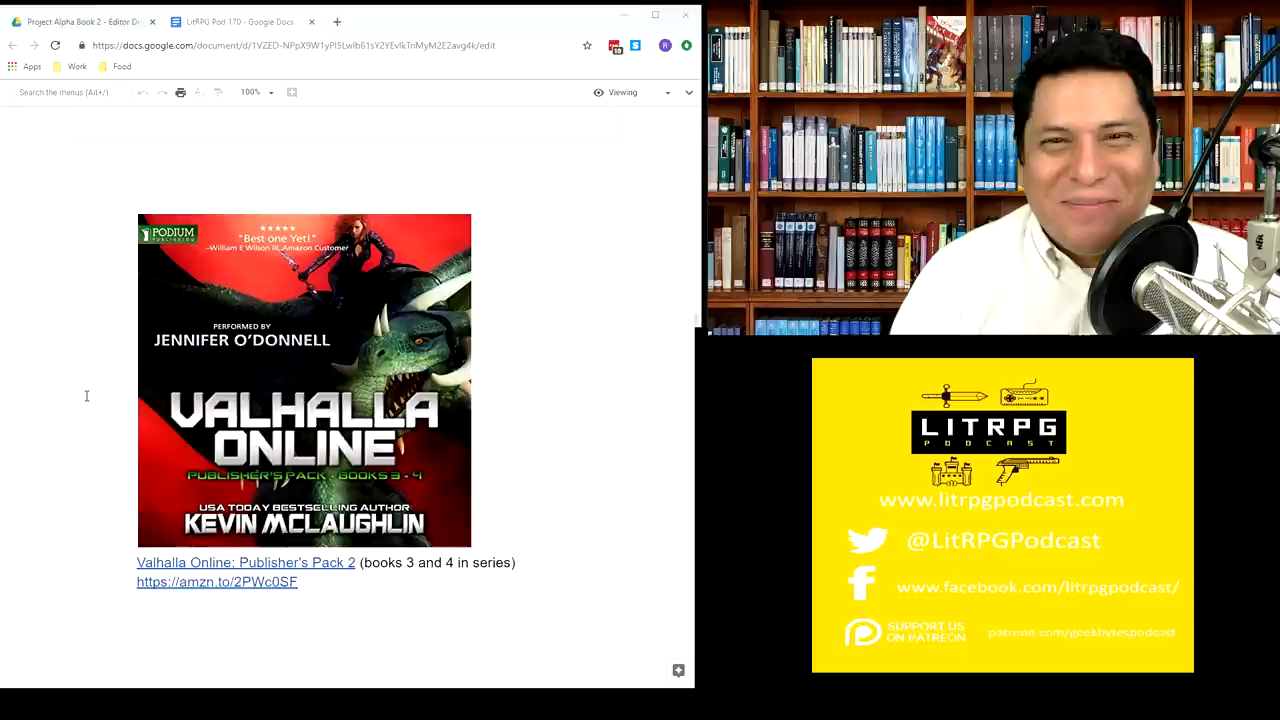 Project Alpha Book 2 - Editor Dr
LitRPG Pod 170 - Google Docs
https://docs.google.com/document/d/1VZED-NPpX9W1yPI5LwIb61sY2YEvIkTnMyM2E2avg4k/edit
Apps
Work
Food
Search the menus (Alt+/)
100%
Viewing
PODIUM
PUBLISHING
"Best one Yet!"
-William E Wilson III, Amazon Customer
PERFORMED BY
JENNIFER O'DONNELL
VALHALLA
ONLINE
PUBLISHER'S PACK - BOOKS 3 - 4
USA TODAY BESTSELLING AUTHOR
KEVIN MCLAUGHLIN
Valhalla Online: Publisher's Pack 2 (books 3 and 4 in series)
https://amzn.to/2PWc0SF
LITRPG
PODCAST
www.litrpgpodcast.com
@LitRPGPodcast
www.facebook.com/litrpgpodcast/
SUPPORT US
ON PATREON
patreon.com/geekbytespodcast